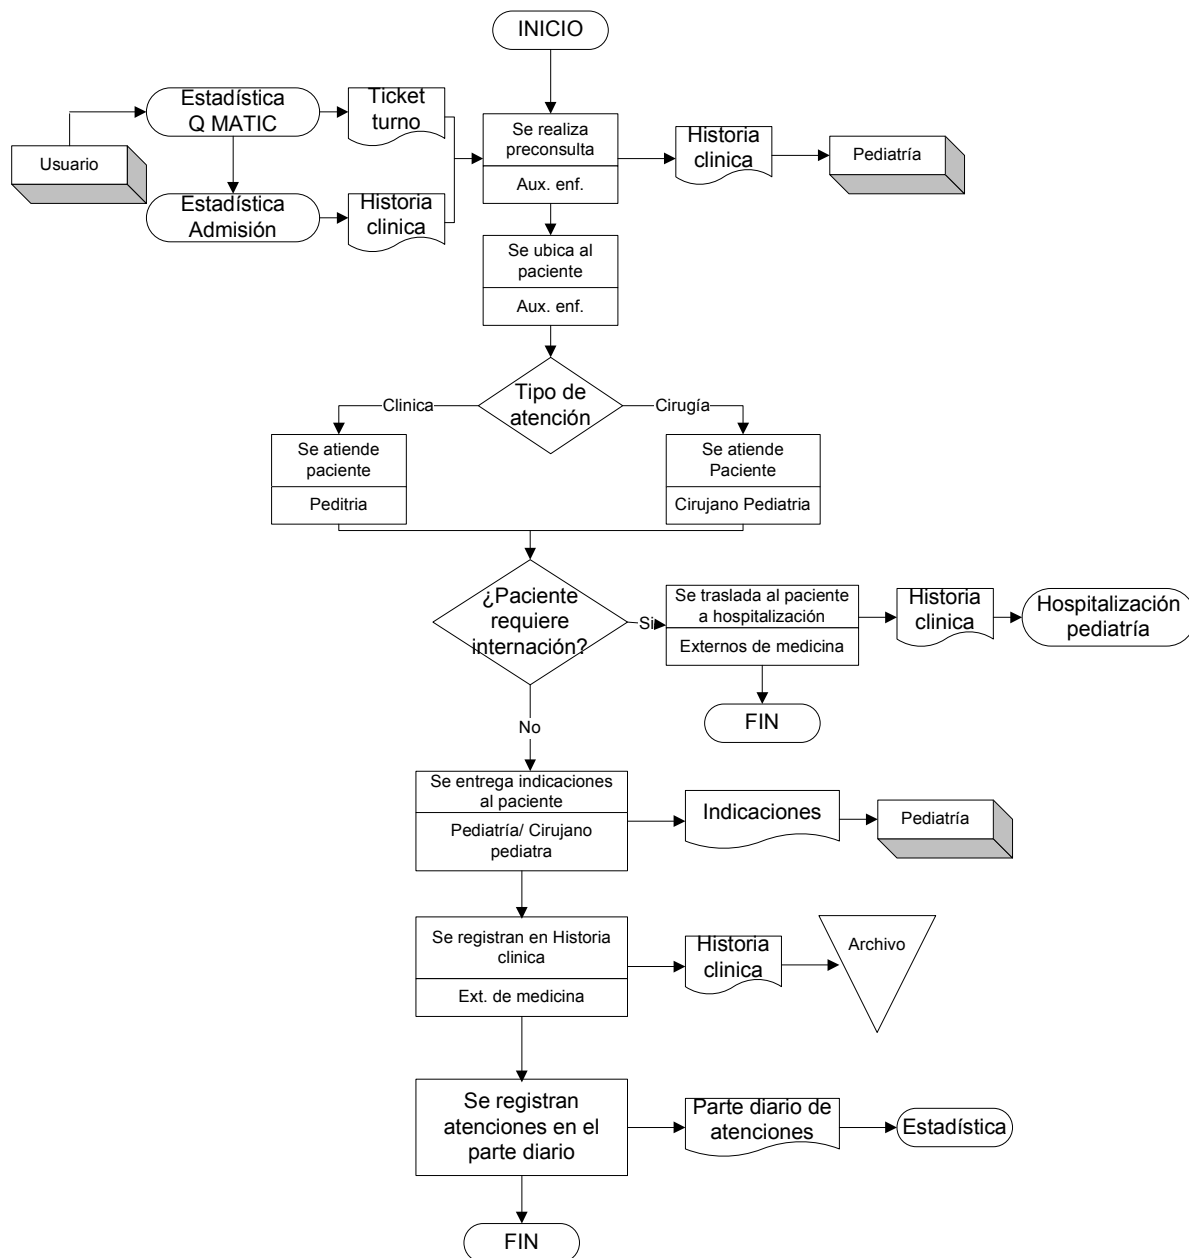 INICIO
Estadística
Q MATIC
Ticket
turno
Se realiza
preconsulta
Aux. enf.
Historia
clinica
Pediatría
Usuario
Estadística
Admisión
Historia
clinica
Se ubica al
paciente
Aux. enf.
Tipo de
atención
Clinica
Cirugía
Se atiende
paciente
Peditria
Se atiende
Paciente
Cirujano Pediatria
¿Paciente
requiere
internación?
Si
Se traslada al paciente
a hospitalización
Externos de medicina
Historia
clinica
Hospitalización
pediatría
FIN
No
Se entrega indicaciones
al paciente
Pediatría/ Cirujano
pediatra
Indicaciones
Pediatría
Se registran en Historia
clinica
Ext. de medicina
Historia
clinica
Archivo
Se registran
atenciones en el
parte diario
Parte diario de
atenciones
Estadística
FIN